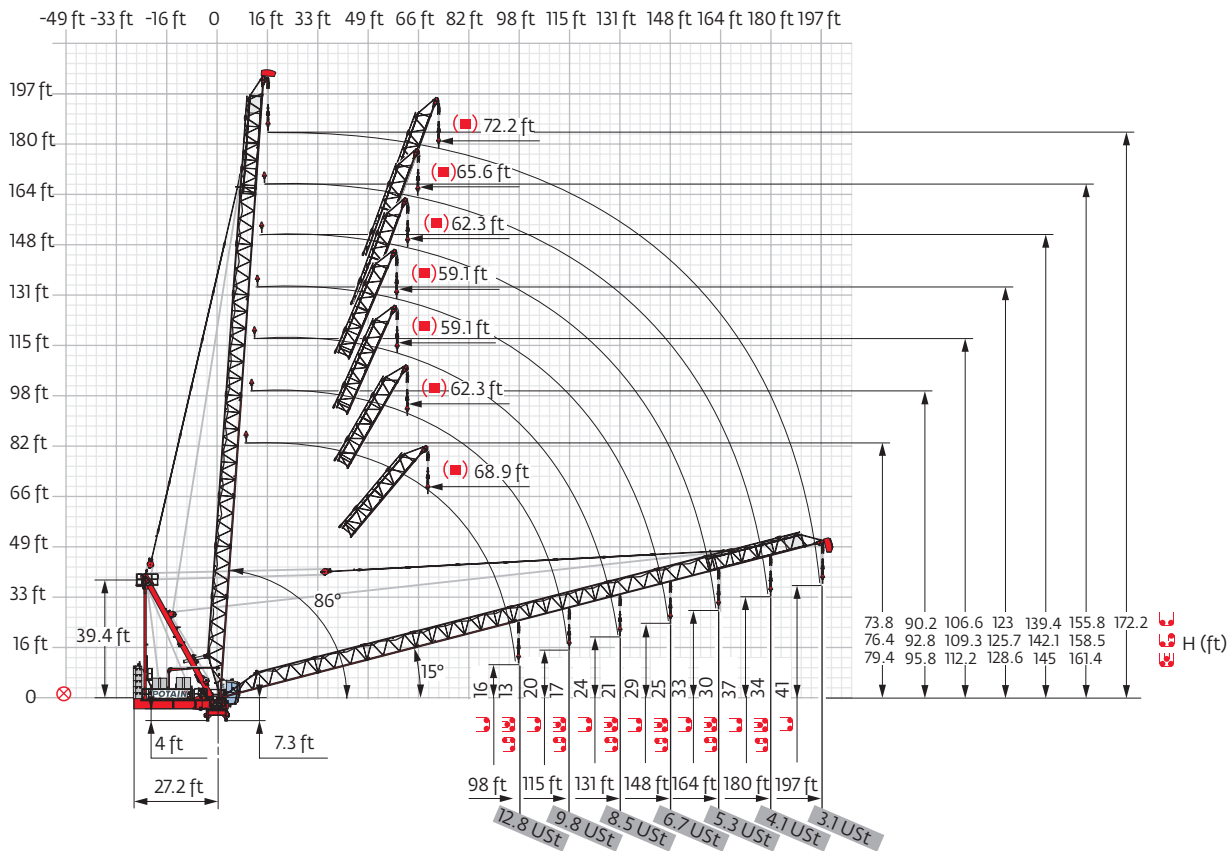 -49 ft -33 ft -16 ft 0 16 ft 33 ft 49 ft 66 ft 82 ft 98 ft 115 ft 131 ft 148 ft 164 ft 180 ft 197 ft
197 ft
180 ft
164 ft
148 ft
131 ft
115 ft
98 ft
82 ft
66 ft
49 ft
33 ft
16 ft
0
72.2 ft
65.6 ft
62.3 ft
59.1 ft
59.1 ft
62.3 ft
68.9 ft
86°
15°
39.4 ft
POTAIN
4 ft
7.3 ft
27.2 ft
73.8 90.2 106.6 123 139.4 155.8 172.2
76.4 92.8 109.3 125.7 142.1 158.5
79.4 95.8 112.2 128.6 145 161.4
H (ft)
16 13 20 17 24 21 29 25 33 30 37 34 41
98 ft 115 ft 131 ft 148 ft 164 ft 180 ft 197 ft
12.8 USt 9.8 USt 8.5 USt 6.7 USt 5.3 USt 4.1 USt 3.1 USt